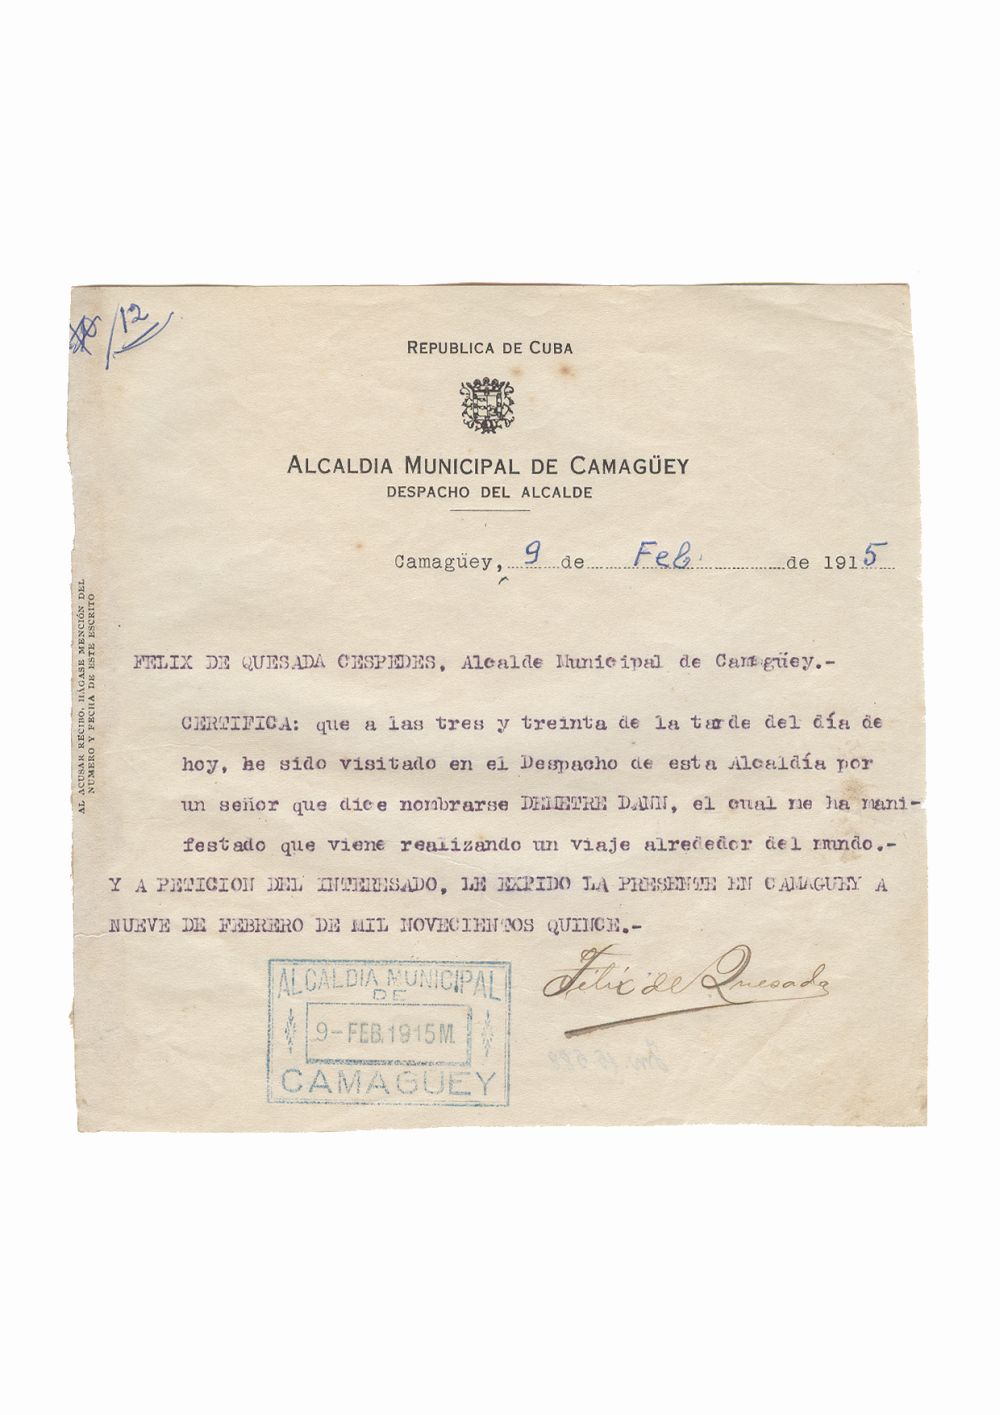 12
REPUBLICA DE CUBA
ALCALDIA MUNICIPAL DE CAMAGÜEY
DESPACHO DEL ALCALDE
Camagüey, 9 de Feb. de 1915
AL ACUSAR RECIBO, HÁGASE MENCIÓN DEL
NUMERO Y FECHA DE ESTE ESCRITO
FELIX DE QUESADA CESPEDES, Alcalde Municipal de Camagüey.-
CERTIFICA: que a las tres y treinta de la tarde del día de
hoy, he sido visitado en el Despacho de esta Alcaldía por
un señor que dice nombrarse DEMETRE DANN, el cual me ha mani-
festado que viene realizando un viaje alrededor del mundo.-
Y A PETICION DEL INTERESADO, LE EXPIDO LA PRESENTE EN CAMAGUEY A
NUEVE DE FEBRERO DE MIL NOVECIENTOS QUINCE.-
Félix de Quesada
ALCALDIA MUNICIPAL
DE
9-FEB.1915M.
CAMAGUEY